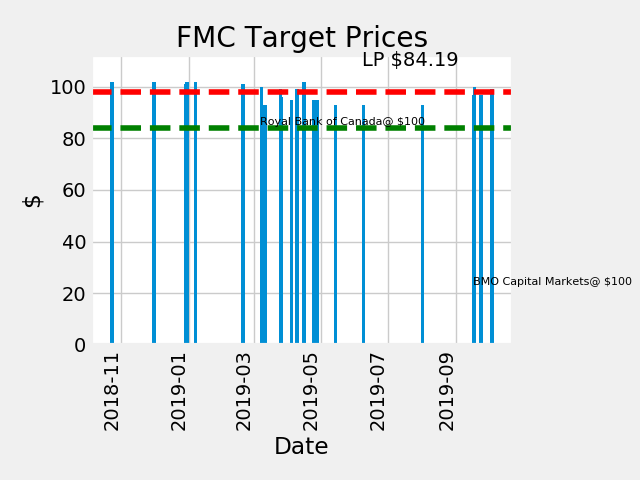 FMC Target Prices
LP $84.19
100
80
60
40
20
0
$
Royal Bank of Canada@ $100
BMO Capital Markets@ $100
2018-11
2019-01
2019-03
2019-05
2019-07
2019-09
Date